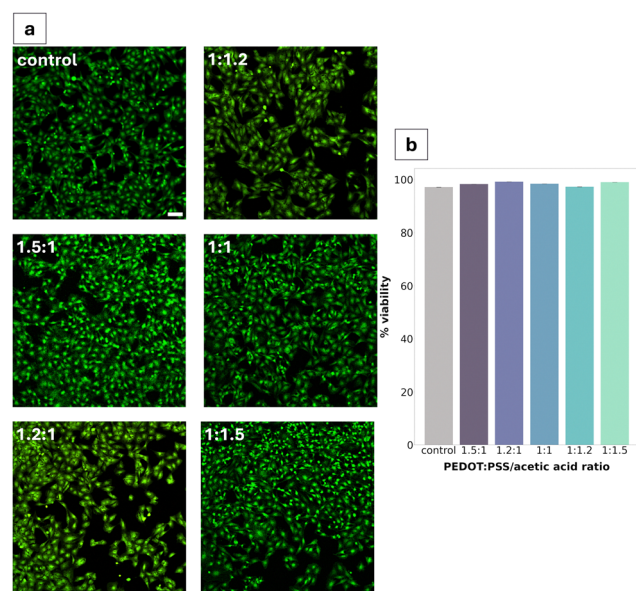 a
control
1:1.2
1.5:1
1:1
1.2:1
1:1.5
b
100
80
60
40
20
0
% viability
control 1.5:1 1.2:1 1:1 1:1.2 1:1.5
PEDOT:PSS/acetic acid ratio